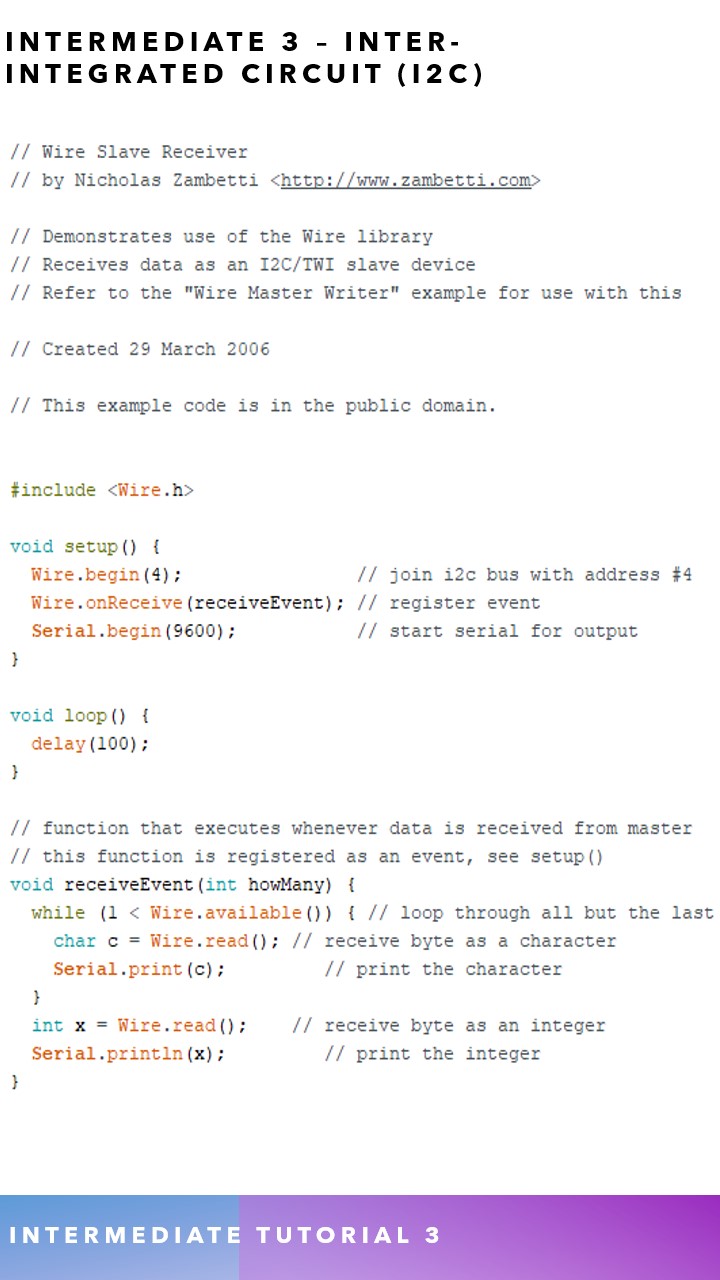 INTERMEDIATE 3 – INTER-
INTEGRATED CIRCUIT (I2C)
// Wire Slave Receiver
// by Nicholas Zambetti <http://www.zambetti.com>
// Demonstrates use of the Wire library
// Receives data as an I2C/TWI slave device
// Refer to the "Wire Master Writer" example for use with this
// Created 29 March 2006
// This example code is in the public domain.
#include <Wire.h>
void setup() {
  Wire.begin(4);                // join i2c bus with address #4
  Wire.onReceive(receiveEvent); // register event
  Serial.begin(9600);           // start serial for output
}
void loop() {
  delay(100);
}
// function that executes whenever data is received from master
// this function is registered as an event, see setup()
void receiveEvent(int howMany) {
  while (1 < Wire.available()) { // loop through all but the last
    char c = Wire.read(); // receive byte as a character
    Serial.print(c);         // print the character
  }
  int x = Wire.read();    // receive byte as an integer
  Serial.println(x);         // print the integer
}
INTERMEDIATE TUTORIAL 3